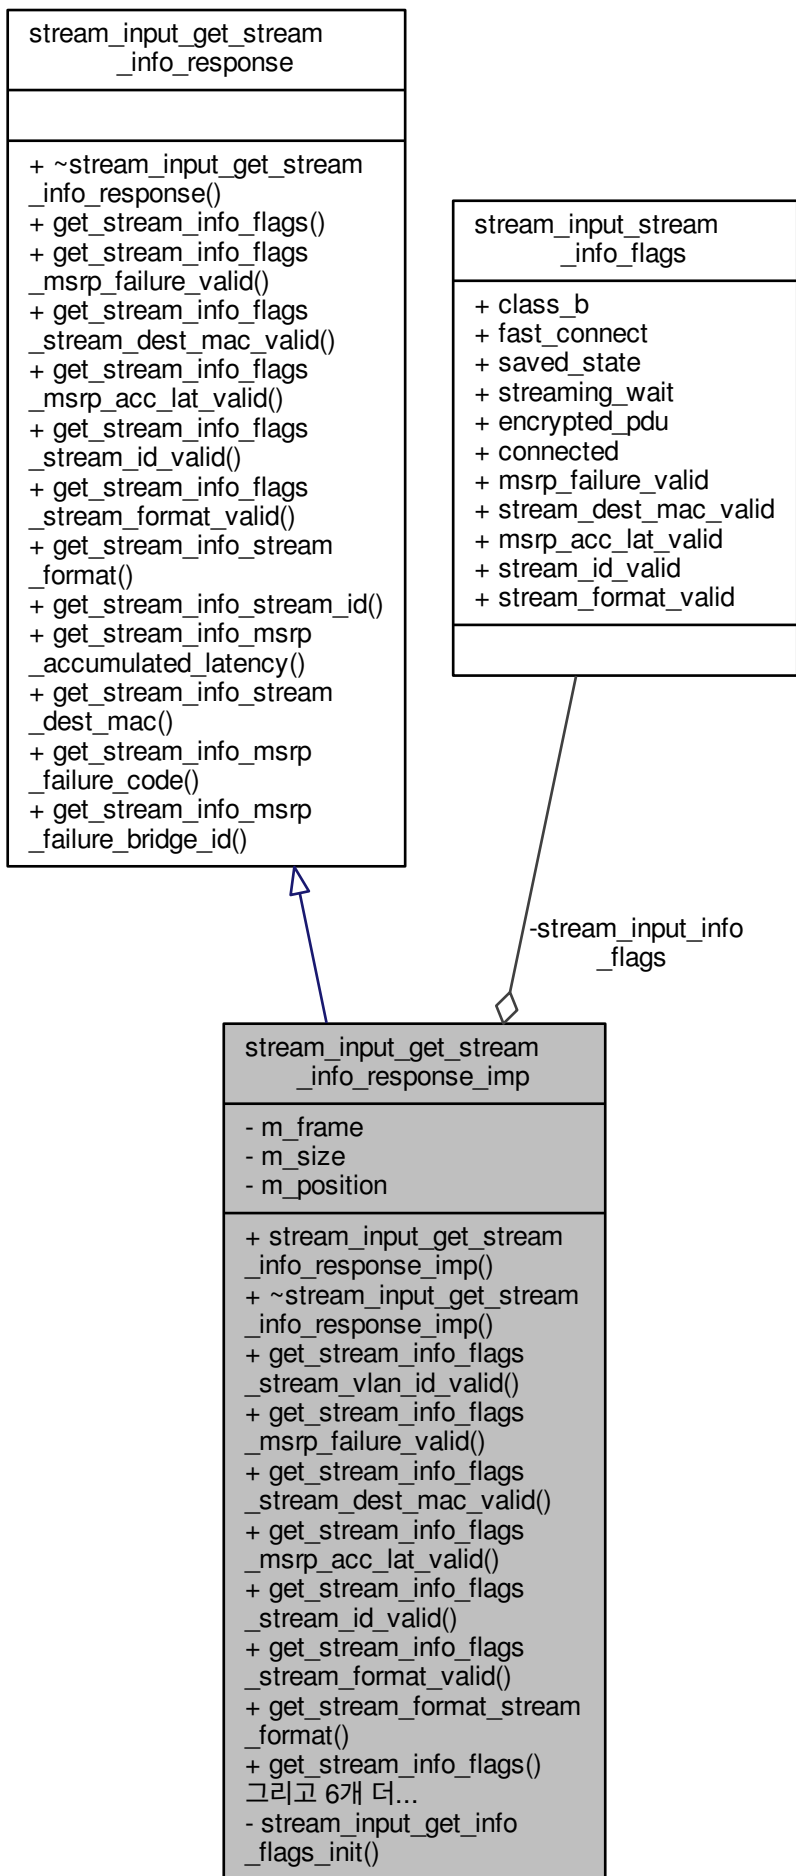 stream_input_get_stream
_info_response
+ ~stream_input_get_stream
_info_response()
+ get_stream_info_flags()
+ get_stream_info_flags
_msrp_failure_valid()
+ get_stream_info_flags
_stream_dest_mac_valid()
+ get_stream_info_flags
_msrp_acc_lat_valid()
+ get_stream_info_flags
_stream_id_valid()
+ get_stream_info_flags
_stream_format_valid()
+ get_stream_info_stream
_format()
+ get_stream_info_stream_id()
+ get_stream_info_msrp
_accumulated_latency()
+ get_stream_info_stream
_dest_mac()
+ get_stream_info_msrp
_failure_code()
+ get_stream_info_msrp
_failure_bridge_id()
stream_input_stream
_info_flags
+ class_b
+ fast_connect
+ saved_state
+ streaming_wait
+ encrypted_pdu
+ connected
+ msrp_failure_valid
+ stream_dest_mac_valid
+ msrp_acc_lat_valid
+ stream_id_valid
+ stream_format_valid
-stream_input_info
_flags
stream_input_get_stream
_info_response_imp
- m_frame
- m_size
- m_position
+ stream_input_get_stream
_info_response_imp()
+ ~stream_input_get_stream
_info_response_imp()
+ get_stream_info_flags
_stream_vlan_id_valid()
+ get_stream_info_flags
_msrp_failure_valid()
+ get_stream_info_flags
_stream_dest_mac_valid()
+ get_stream_info_flags
_msrp_acc_lat_valid()
+ get_stream_info_flags
_stream_id_valid()
+ get_stream_info_flags
_stream_format_valid()
+ get_stream_format_stream
_format()
+ get_stream_info_flags()
그리고 6개 더...
- stream_input_get_info
_flags_init()